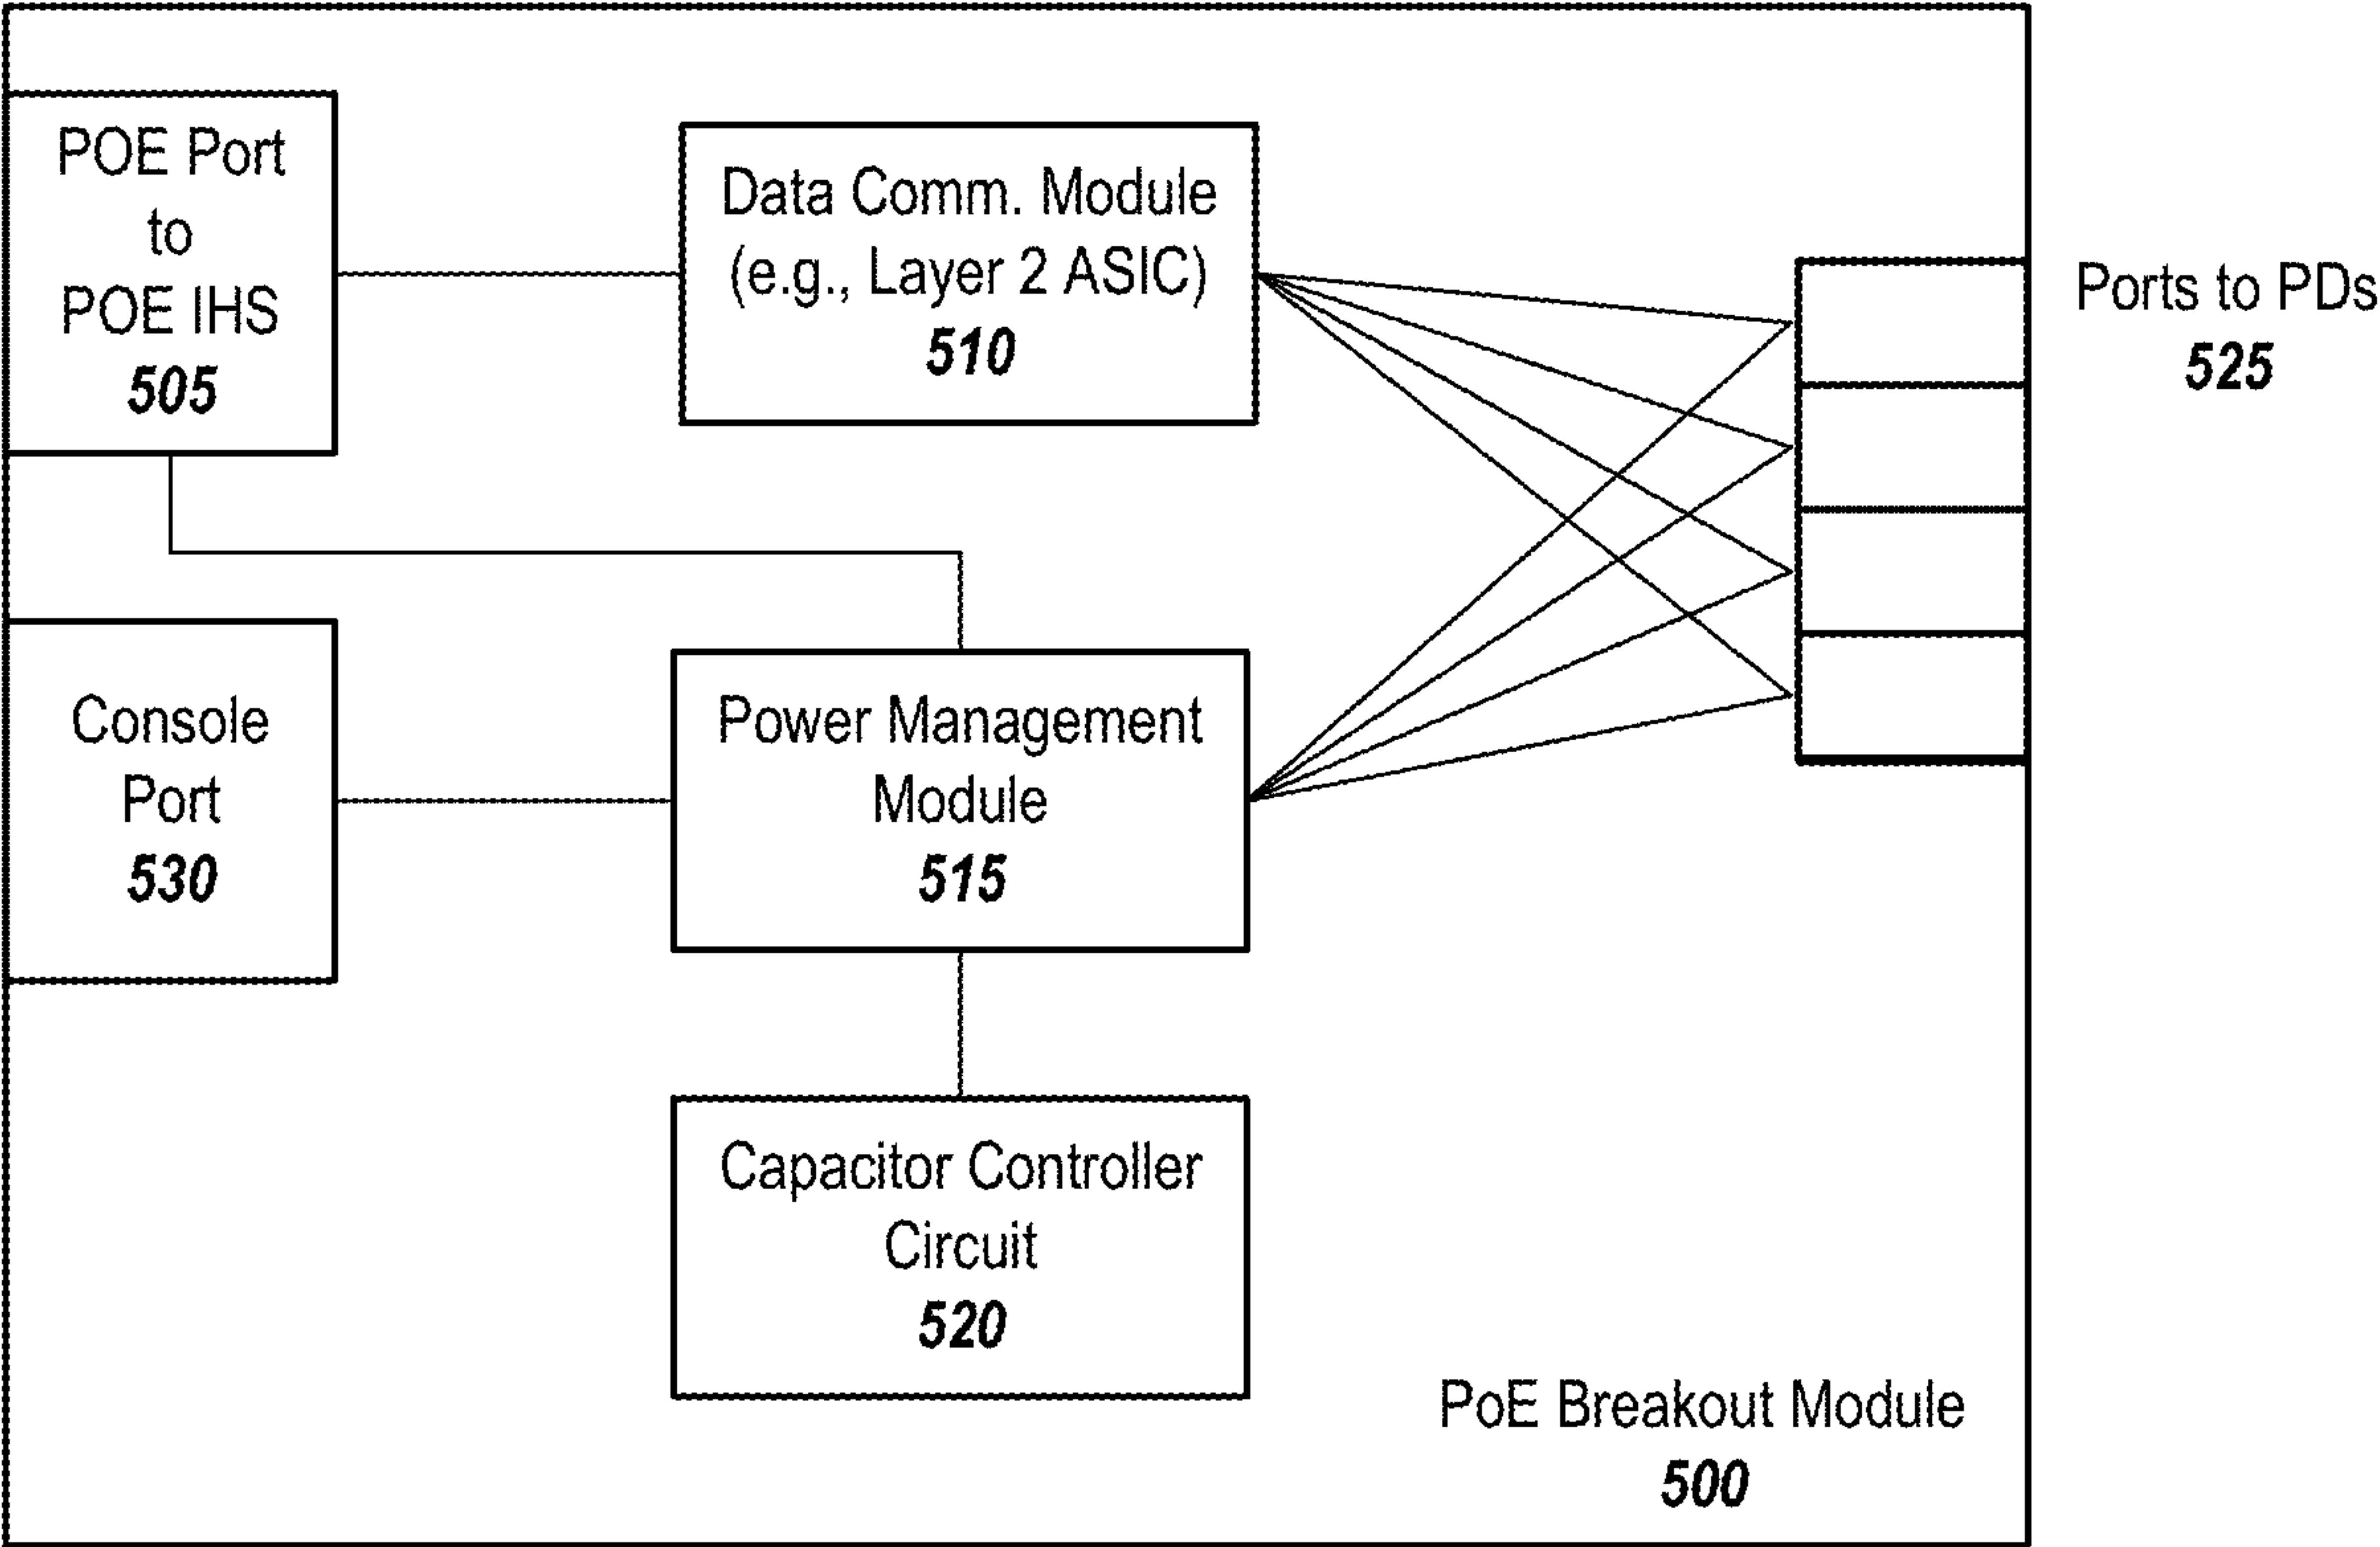 POE Port
to
POE IHS
505
Data Comm. Module
(e.g., Layer 2 ASIC)
510
Ports to PDs
525
Console
Port
530
Power Management
Module
515
Capacitor Controller
Circuit
520
PoE Breakout Module
500